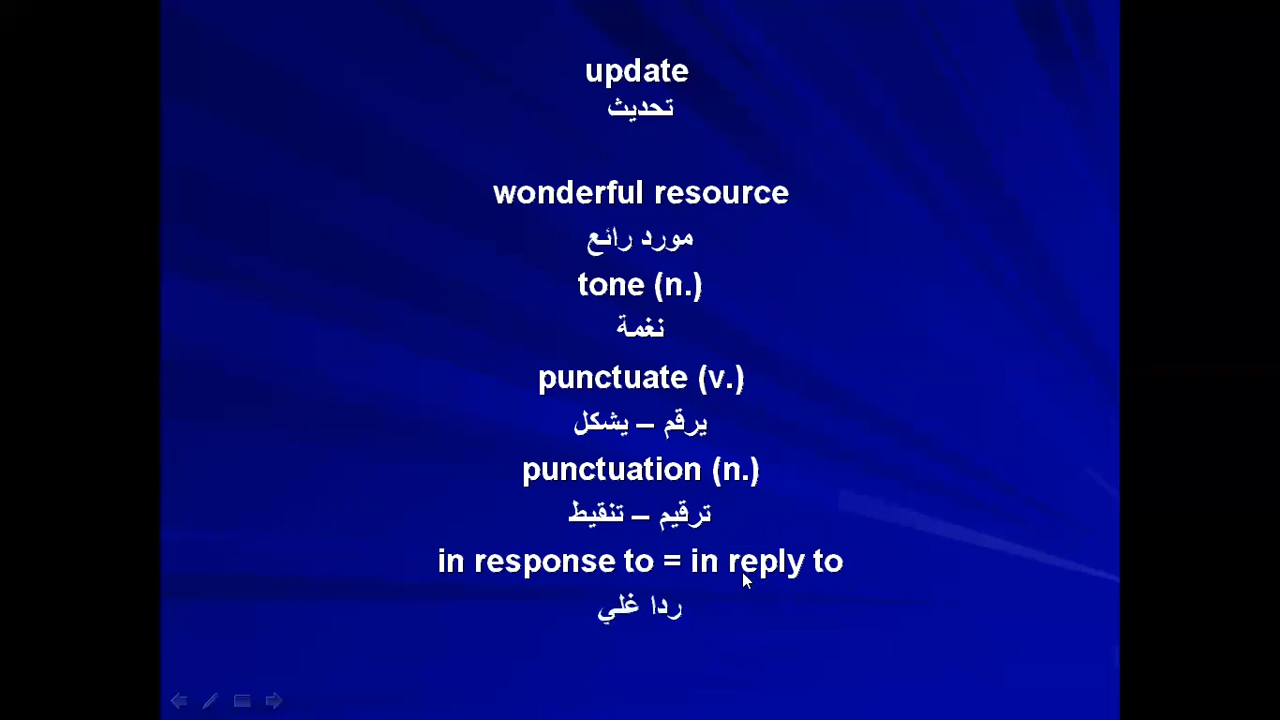 update
تحديث
wonderful resource
مورد رائع
tone (n.)
نغمة
punctuate (v.)
يرقم – يشكل
punctuation (n.)
ترقيم – تنقيط
in response to = in reply to
ردا غلي